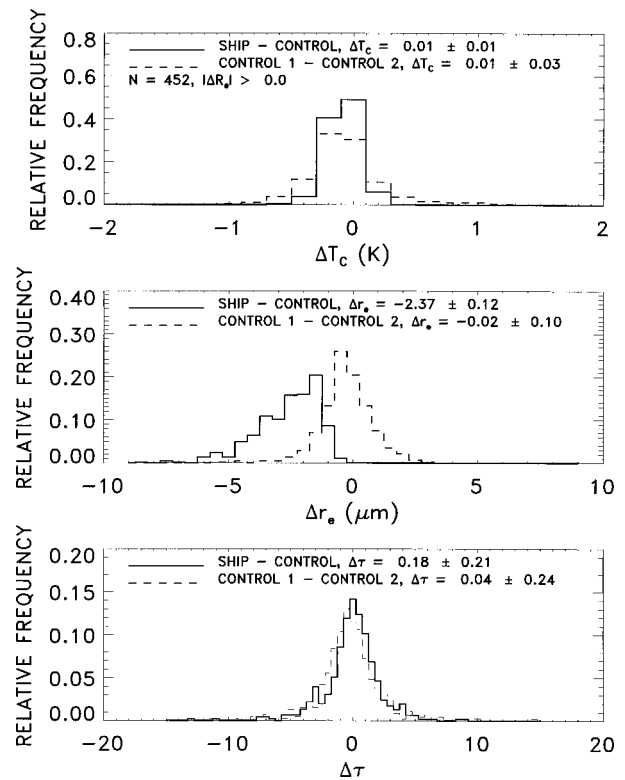 SHIP − CONTROL, ΔT_C = 0.01 ± 0.01
CONTROL 1 − CONTROL 2, ΔT_C = 0.01 ± 0.03
N = 452, |ΔR_e| > 0.0
RELATIVE FREQUENCY
0.8
0.6
0.4
0.2
0.0
−2
−1
0
1
2
ΔT_C (K)
SHIP − CONTROL, Δr_e = −2.37 ± 0.12
CONTROL 1 − CONTROL 2, Δr_e = −0.02 ± 0.10
RELATIVE FREQUENCY
0.40
0.30
0.20
0.10
0.00
−10
−5
0
5
10
Δr_e (μm)
SHIP − CONTROL, Δτ = 0.18 ± 0.21
CONTROL 1 − CONTROL 2, Δτ = 0.04 ± 0.24
RELATIVE FREQUENCY
0.20
0.15
0.10
0.05
0.00
−20
−10
0
10
20
Δτ